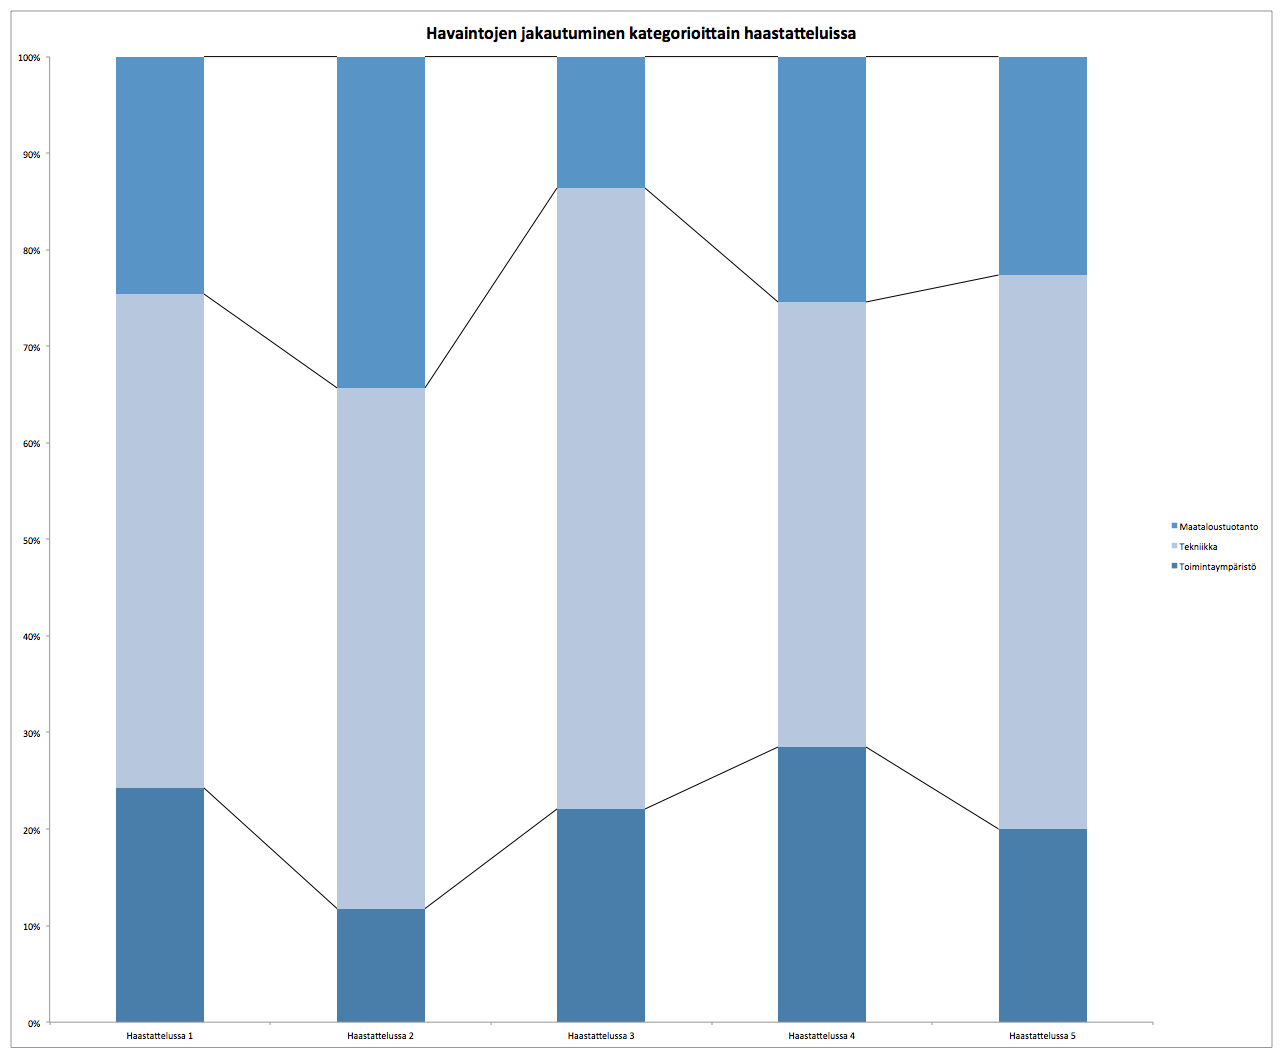 Havaintojen jakautuminen kategorioittain haastatteluissa
100%
90%
80%
70%
60%
50%
40%
30%
20%
10%
0%
Haastattelussa 1
Haastattelussa 2
Haastattelussa 3
Haastattelussa 4
Haastattelussa 5
Maataloustuotanto
Tekniikka
Toimintaympäristö